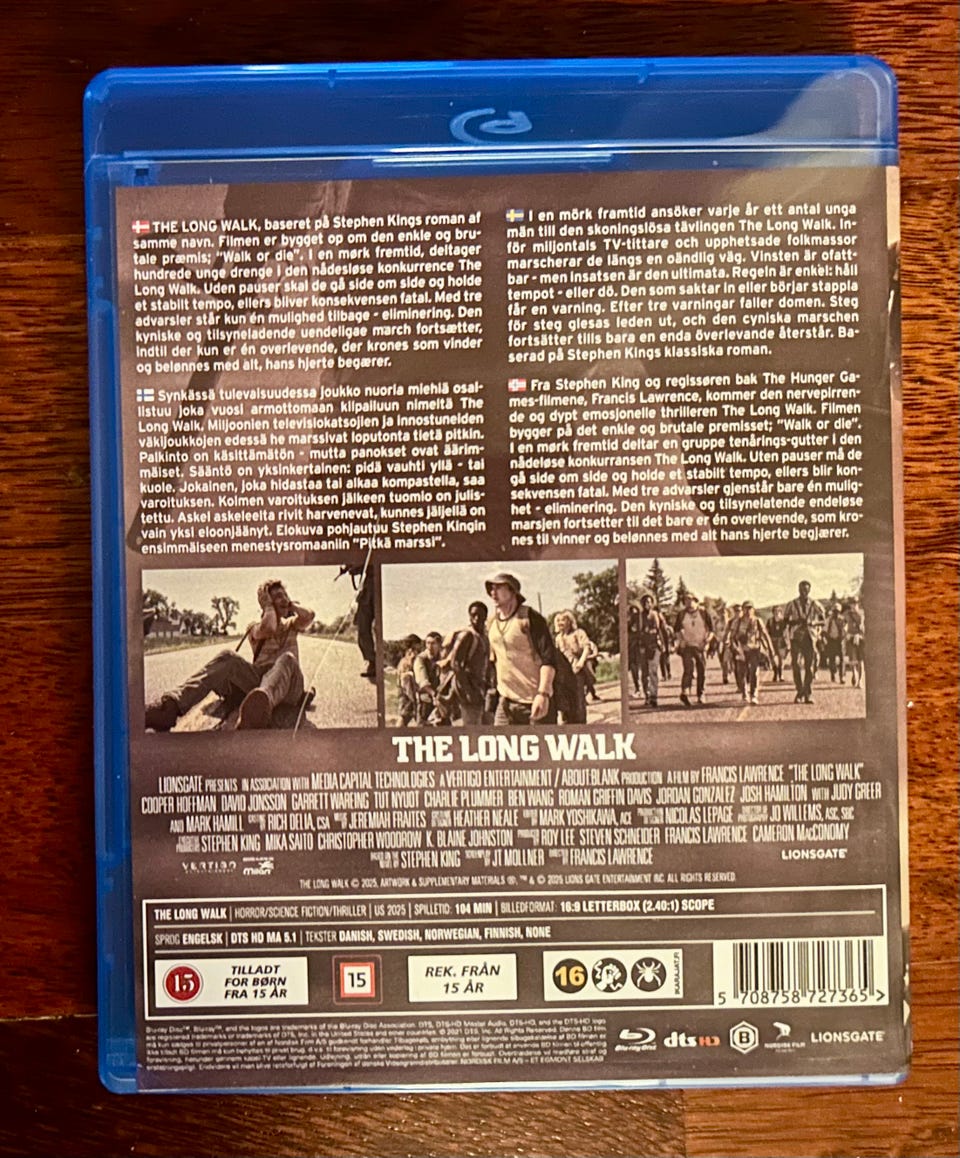 THE LONG WALK, baseret på Stephen Kings roman af
samme navn. Filmen er bygget op om den enkle og bru-
tale præmis; "Walk or die". I en mørk fremtid, deltager
hundrede unge drenge i den nådesløse konkurrence The
Long Walk. Uden pauser skal de gå side om side og holde
et stabilt tempo, ellers bliver konsekvensen fatal. Med tre
advarsler står kun én mulighed tilbage - eliminering. Den
kyniske og tilsyneladende uendelige march fortsætter,
indtil der kun er én overlevende, der krones som vinder
og belønnes med alt, hans hjerte begærer.
I en mörk framtid ansöker varje år ett antal unga
män till den skoningslösa tävlingen The Long Walk. In-
för miljontals TV-tittare och upphetsade folkmassor
marscherar de längs en oändlig väg. Vinsten är ofatt-
bar - men insatsen är den ultimata. Regeln är enkel: håll
tempot - eller dö. Den som saktar in eller börjar stappla
får en varning. Efter tre varningar faller domen. Steg
för steg glesas leden ut, och den cyniska marschen
fortsätter tills bara en enda överlevande återstår. Ba-
serad på Stephen Kings klassiska roman.
Synkässä tulevaisuudessa joukko nuoria miehiä osal-
listuu joka vuosi armottomaan kilpailuun nimeltä The
Long Walk. Miljoonien televisiokatsojien ja innostuneiden
väkijoukkojen edessä he marssivat loputonta tietä pitkin.
Palkinto on käsittämätön - mutta panokset ovat äärim-
mäiset. Sääntö on yksinkertainen: pidä vauhti yllä - tai
kuole. Jokainen, joka hidastaa tai alkaa kompastella, saa
varoituksen. Kolmen varoituksen jälkeen tuomio on julis-
tettu. Askel askeleelta rivit harvenevat, kunnes jäljellä on
vain yksi eloonjäänyt. Elokuva pohjautuu Stephen Kingin
ensimmäiseen menestysromaaniin "Pitkä marssi".
Fra Stephen King og regissøren bak The Hunger Ga-
mes-filmene, Francis Lawrence, kommer den nervepirren-
de og dypt emosjonelle thrilleren The Long Walk. Filmen
bygger på det enkle og brutale premisset; "Walk or die".
I en mørk fremtid deltar en gruppe tenårings-gutter i den
nådeløse konkurransen The Long Walk. Uten pauser må de
gå side om side og holde et stabilt tempo, ellers blir kon-
sekvensen fatal. Med tre advarsler gjenstår bare én mulig-
het - eliminering. Den kyniske og tilsynelatende endeløse
marsjen fortsetter til det bare er én overlevende, som kro-
nes til vinner og belønnes med alt hans hjerte begjærer.
THE LONG WALK
LIONSGATE PRESENTS IN ASSOCIATION WITH MEDIA CAPITAL TECHNOLOGIES A VERTIGO ENTERTAINMENT / ABOUT:BLANK PRODUCTION A FILM BY FRANCIS LAWRENCE "THE LONG WALK"
COOPER HOFFMAN DAVID JONSSON GARRETT WAREING TUT NYUOT CHARLIE PLUMMER BEN WANG ROMAN GRIFFIN DAVIS JORDAN GONZALEZ JOSH HAMILTON WITH JUDY GREER
AND MARK HAMILL RICH DELIA, CSA JEREMIAH FRAITES HEATHER NEALE MARK YOSHIKAWA, ACE NICOLAS LEPAGE JO WILLEMS, ASC, SBC
STEPHEN KING MIKA SAITO CHRISTOPHER WOODROW K. BLAINE JOHNSTON ROY LEE STEVEN SCHNEIDER FRANCIS LAWRENCE CAMERON MACCONOMY
STEPHEN KING JT MOLLNER FRANCIS LAWRENCE
VERTIGO
LIONSGATE
THE LONG WALK © 2025, ARTWORK & SUPPLEMENTARY MATERIALS ®, ™ & © 2025 LIONS GATE ENTERTAINMENT INC. ALL RIGHTS RESERVED.
THE LONG WALK | HORROR/SCIENCE FICTION/THRILLER | US 2025 | SPILLETID: 104 MIN | BILLEDFORMAT: 16:9 LETTERBOX (2.40:1) SCOPE
SPROG ENGELSK | DTS HD MA 5.1 | TEKSTER DANISH, SWEDISH, NORWEGIAN, FINNISH, NONE
15
TILLADT
FOR BØRN
FRA 15 ÅR
15
REK. FRÅN
15 ÅR
16
IKARAJAT.FI
5 708758 727365 >
Blu-ray Disc
dts HD
B
NORDISK FILM
LIONSGATE